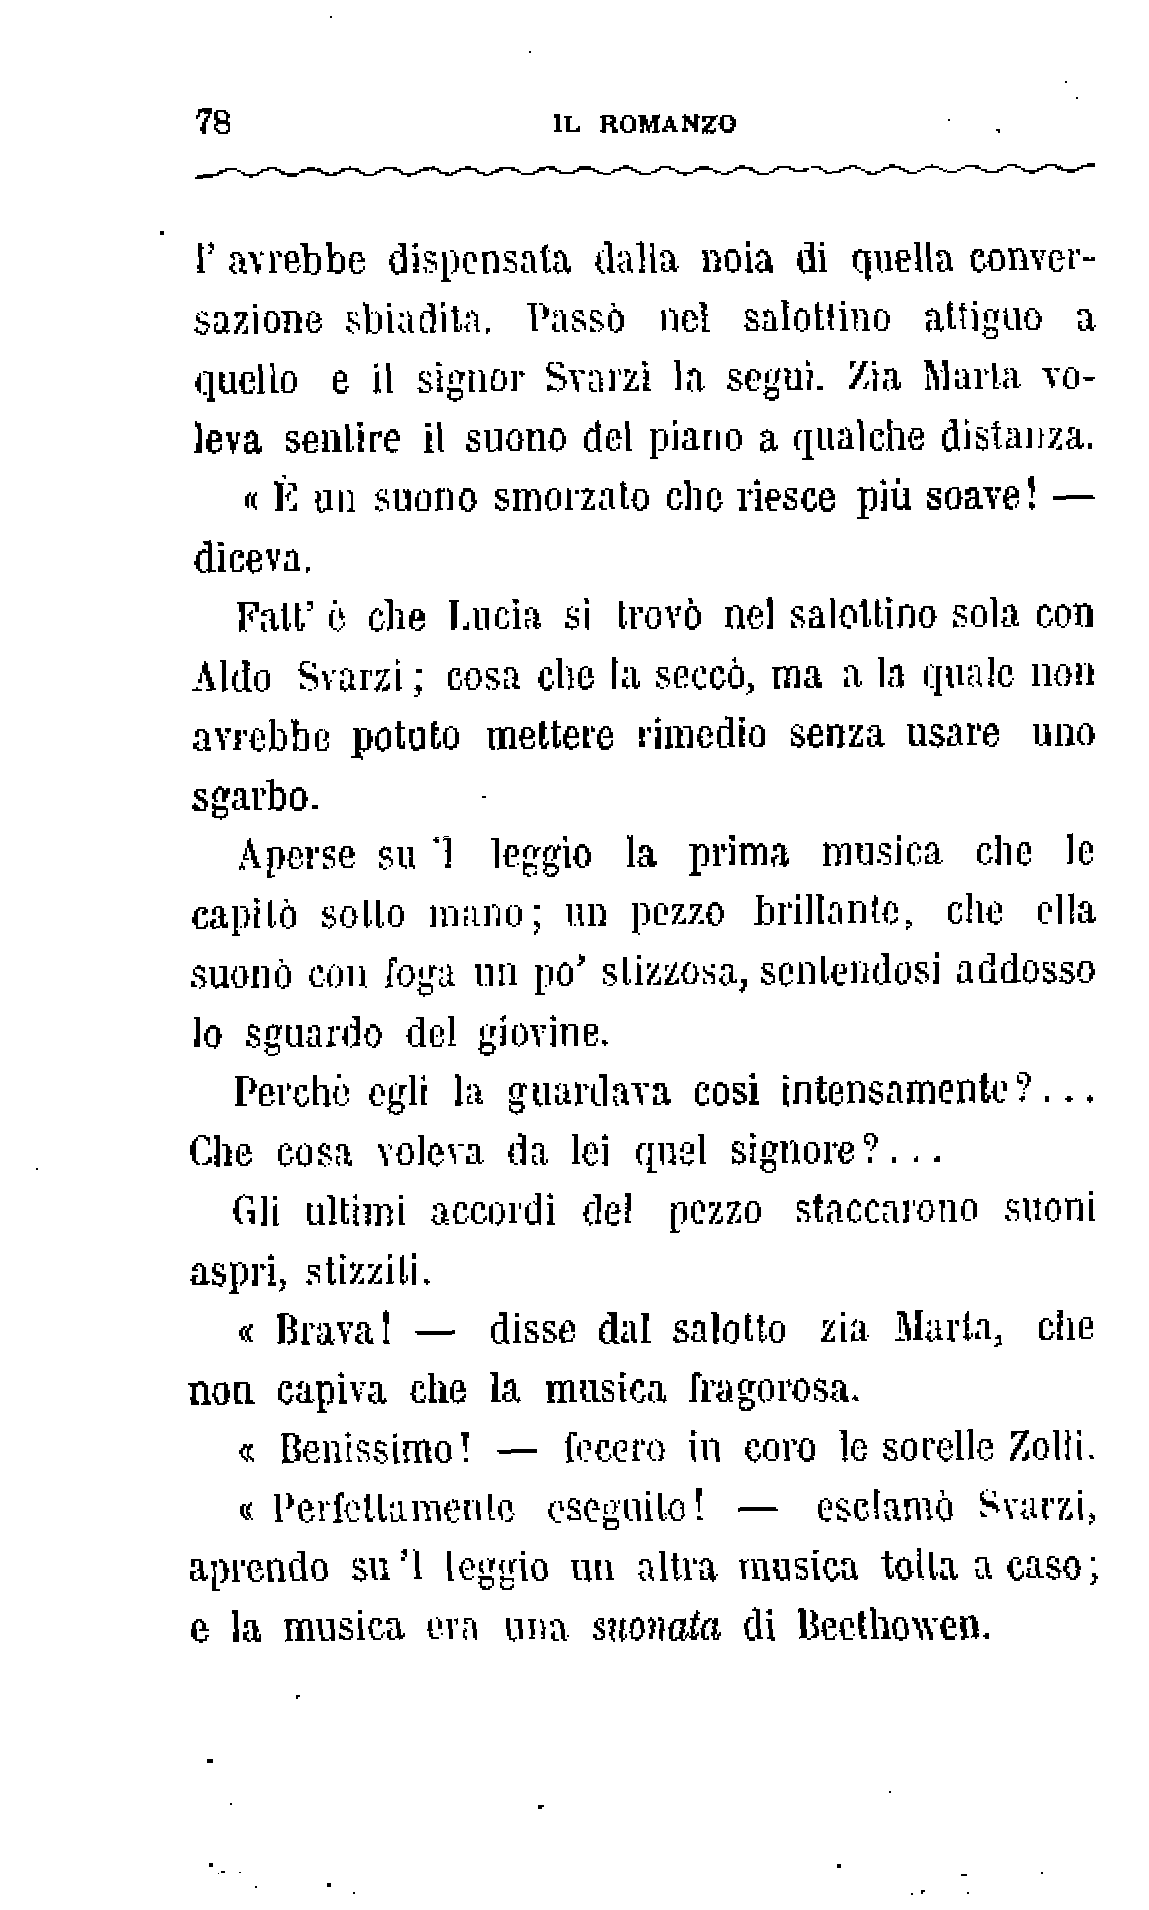 78 IL ROMANZO
l' avrebbe dispensata dalla noia di quella conver-
sazione sbiadita. Passò nel salottino attiguo a
quello e il signor Svarzi la seguì. Zia Marta vo-
leva sentire il suono del piano a qualche distanza.
« È un suono smorzato che riesce più soave! —
diceva.
Fatt' è che Lucia si trovò nel salottino sola con
Aldo Svarzi; cosa che la seccò, ma a la quale non
avrebbe potuto mettere rimedio senza usare uno
sgarbo.
Aperse su 'l leggio la prima musica che le
capitò sotto mano; un pezzo brillante, che ella
suonò con foga un po' stizzosa, sentendosi addosso
lo sguardo del giovine.
Perchè egli la guardava così intensamente?...
Che cosa voleva da lei quel signore?...
Gli ultimi accordi del pezzo staccarono suoni
aspri, stizziti.
« Brava! — disse dal salotto zia Marta, che
non capiva che la musica fragorosa.
« Benissimo! — fecero in coro le sorelle Zolli.
« Perfettamente eseguito! — esclamò Svarzi,
aprendo su 'l leggio un altra musica tolta a caso;
e la musica era una suonata di Beethowen.